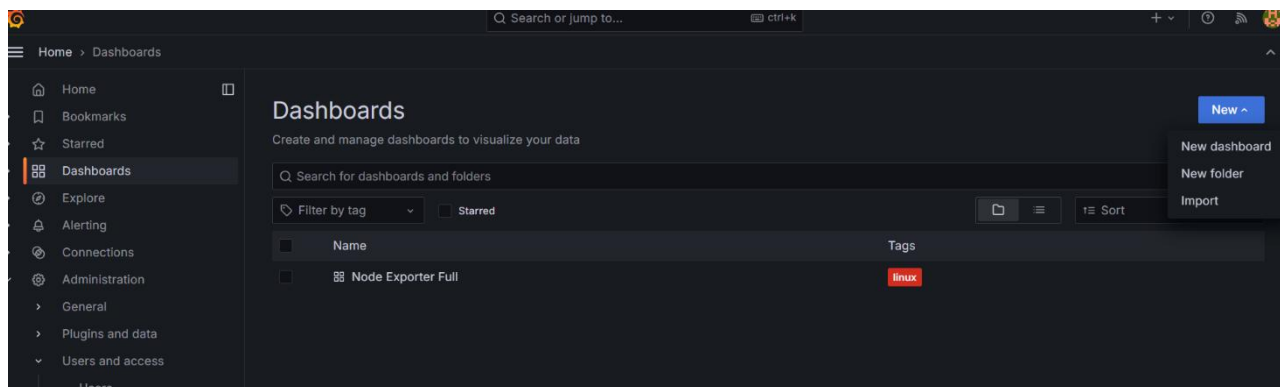 Search or jump to...
ctrl+k
Home > Dashboards
Home
Bookmarks
Starred
Dashboards
Explore
Alerting
Connections
Administration
General
Plugins and data
Users and access
Dashboards
Create and manage dashboards to visualize your data
New
New dashboard
New folder
Import
Search for dashboards and folders
Filter by tag
Starred
Sort
Name
Tags
Node Exporter Full
linux